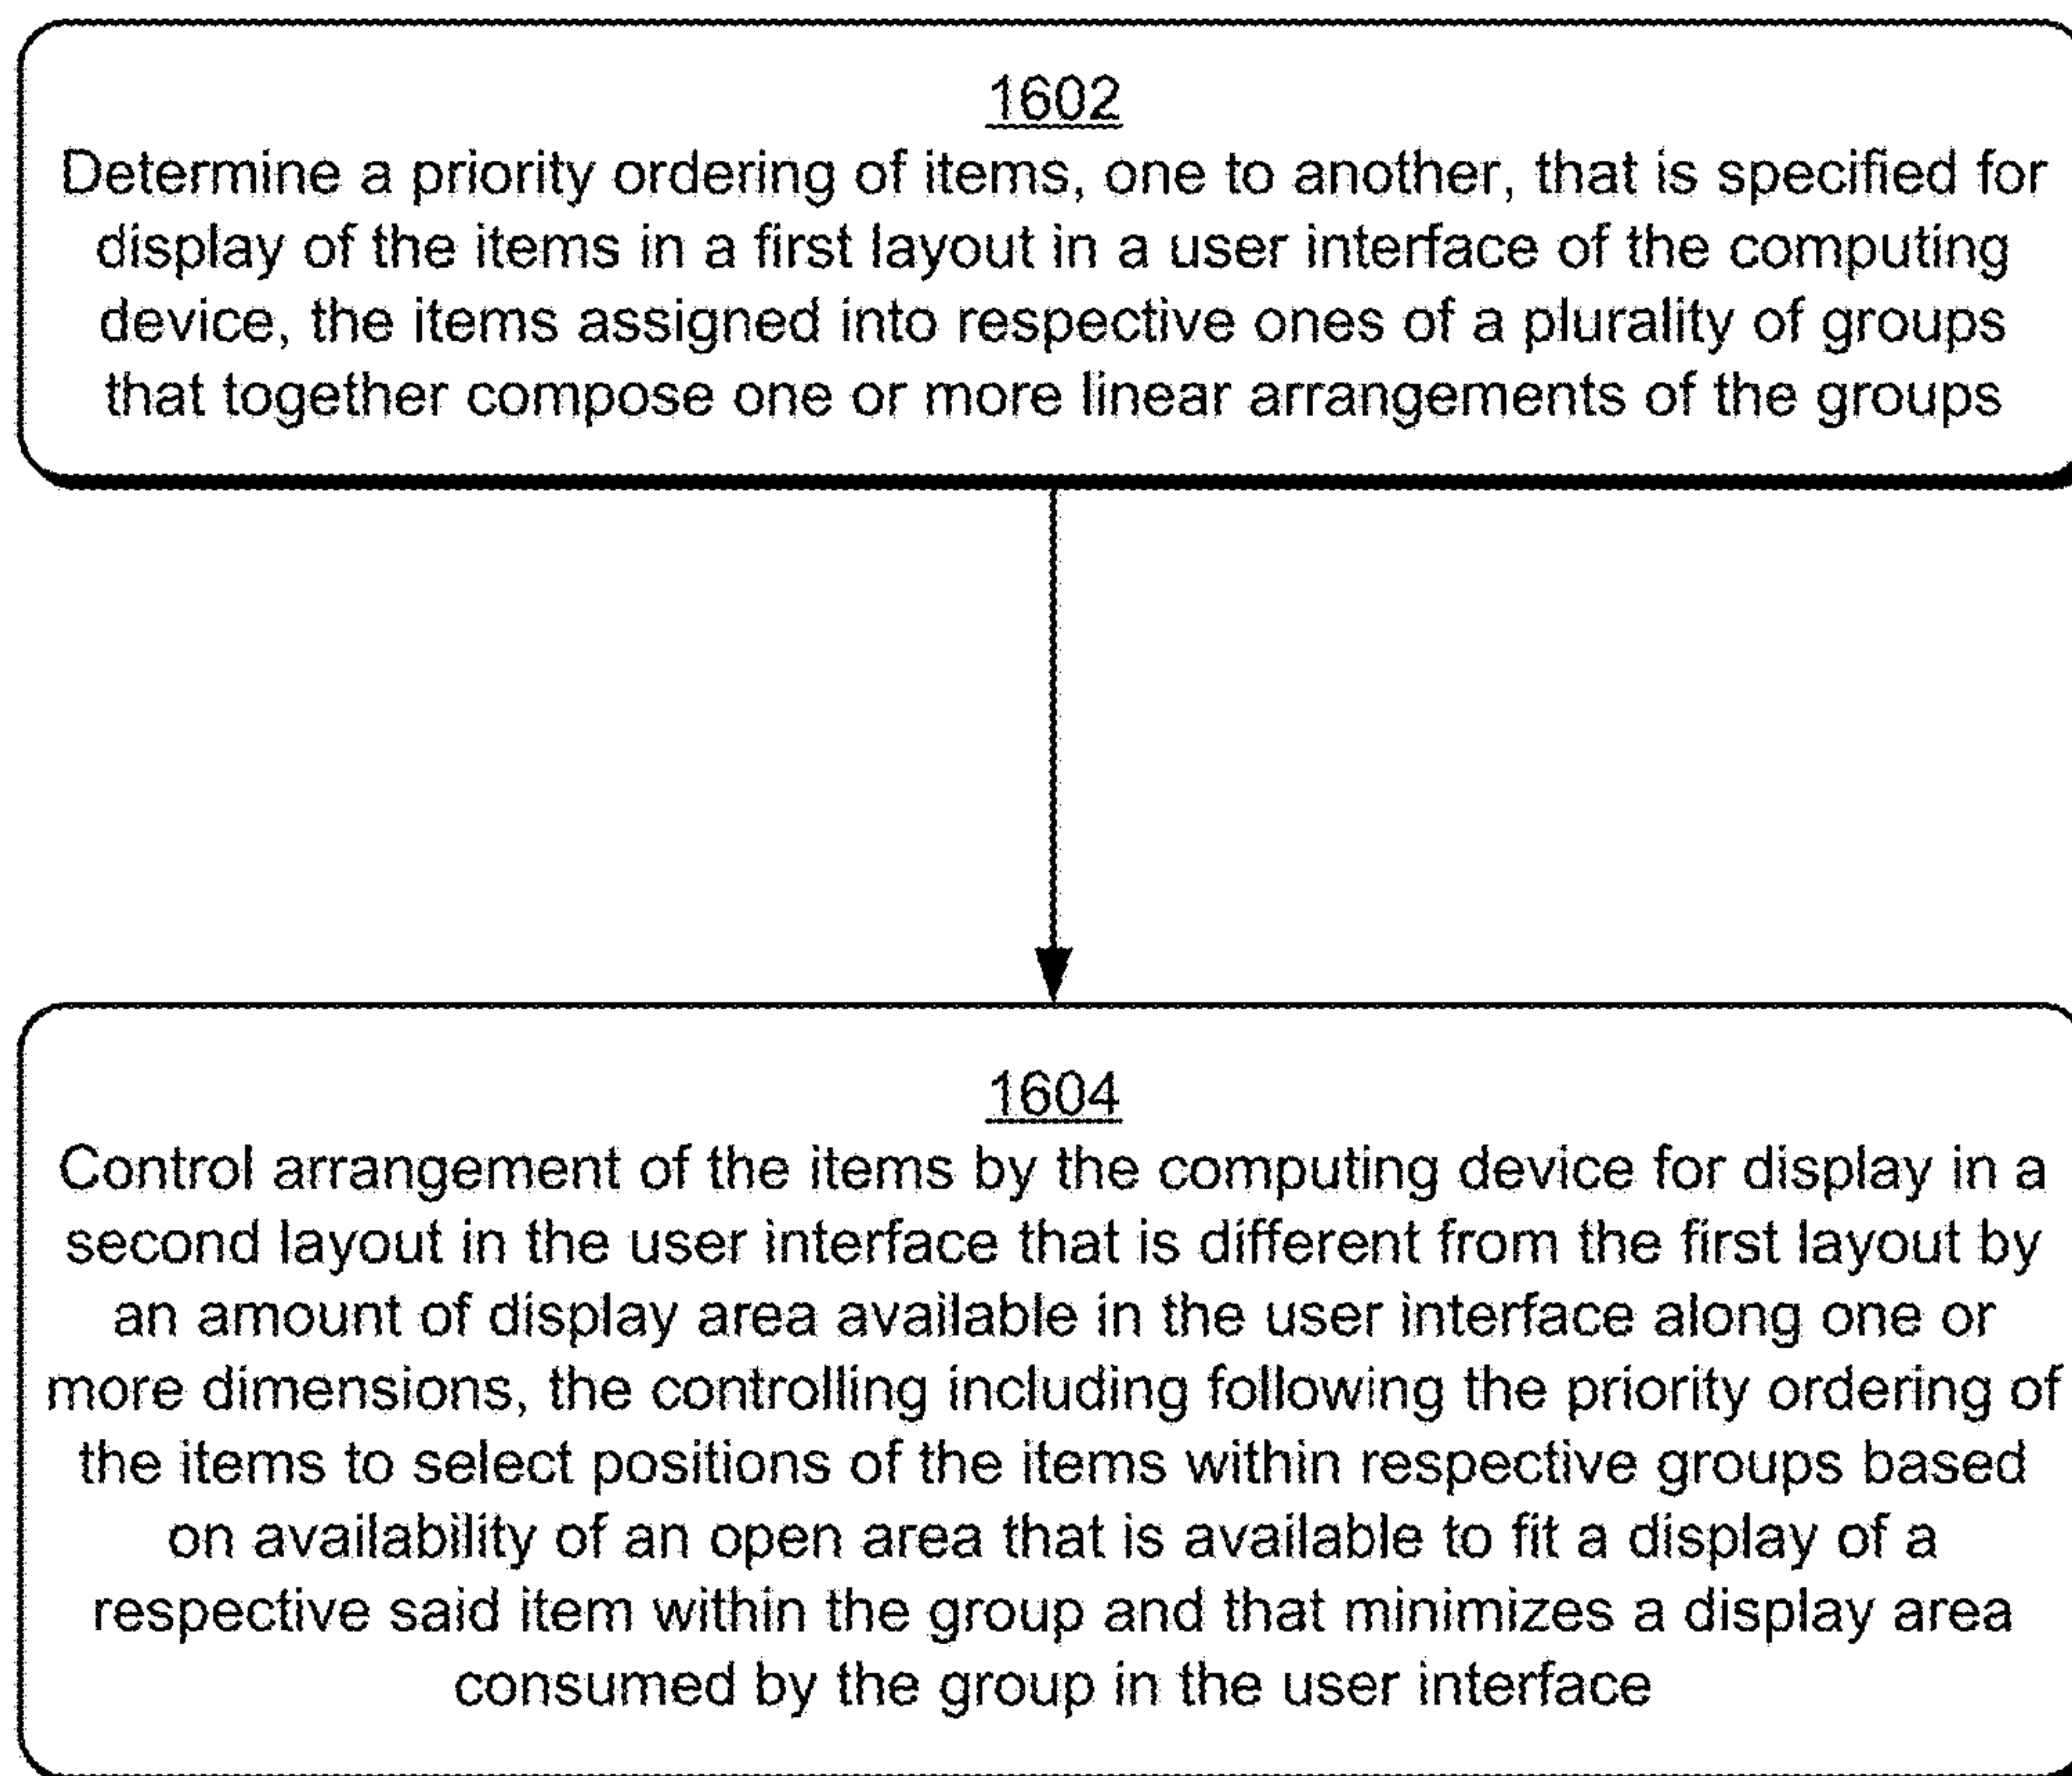 1602
Determine a priority ordering of items, one to another, that is specified for
display of the items in a first layout in a user interface of the computing
device, the items assigned into respective ones of a plurality of groups
that together compose one or more linear arrangements of the groups
1604
Control arrangement of the items by the computing device for display in a
second layout in the user interface that is different from the first layout by
an amount of display area available in the user interface along one or
more dimensions, the controlling including following the priority ordering of
the items to select positions of the items within respective groups based
on availability of an open area that is available to fit a display of a
respective said item within the group and that minimizes a display area
consumed by the group in the user interface